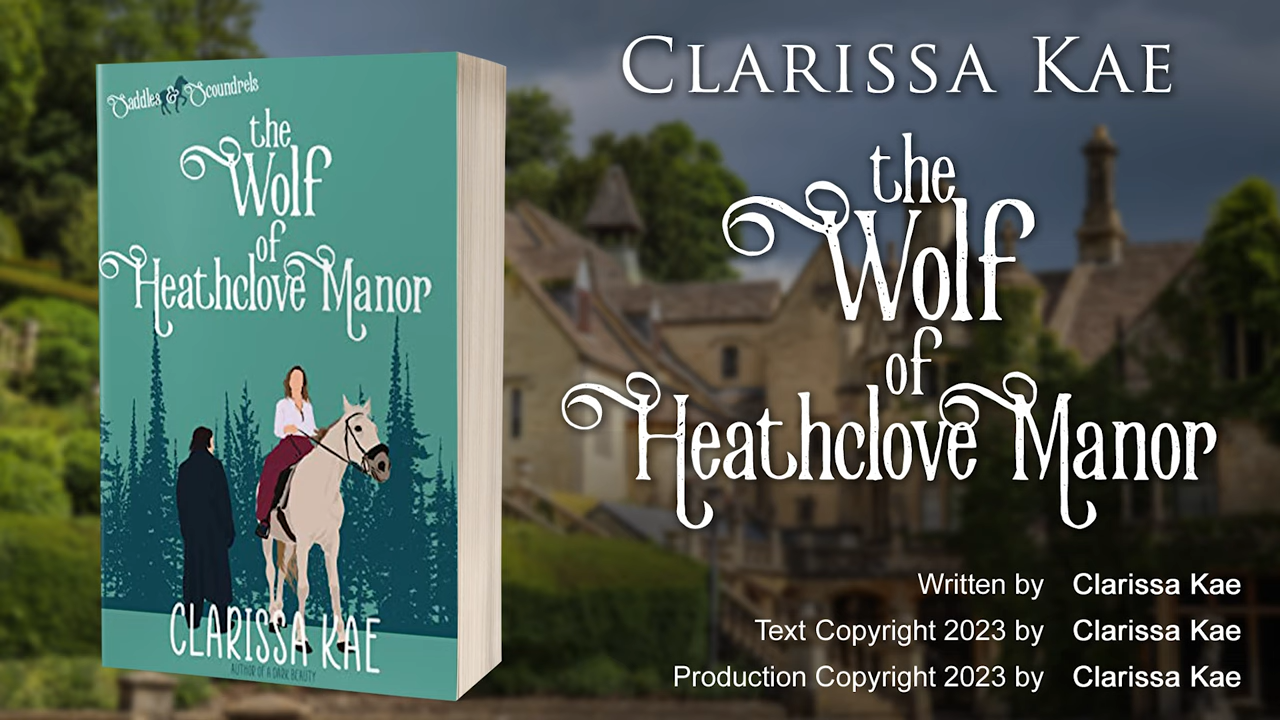 Saddles & Scoundrels
the
Wolf
of
Heathclove Manor
CLARISSA KAE
AUTHOR OF A DARK BEAUTY
CLARISSA KAE
the
Wolf
of
Heathclove Manor
Written by Clarissa Kae
Text Copyright 2023 by Clarissa Kae
Production Copyright 2023 by Clarissa Kae